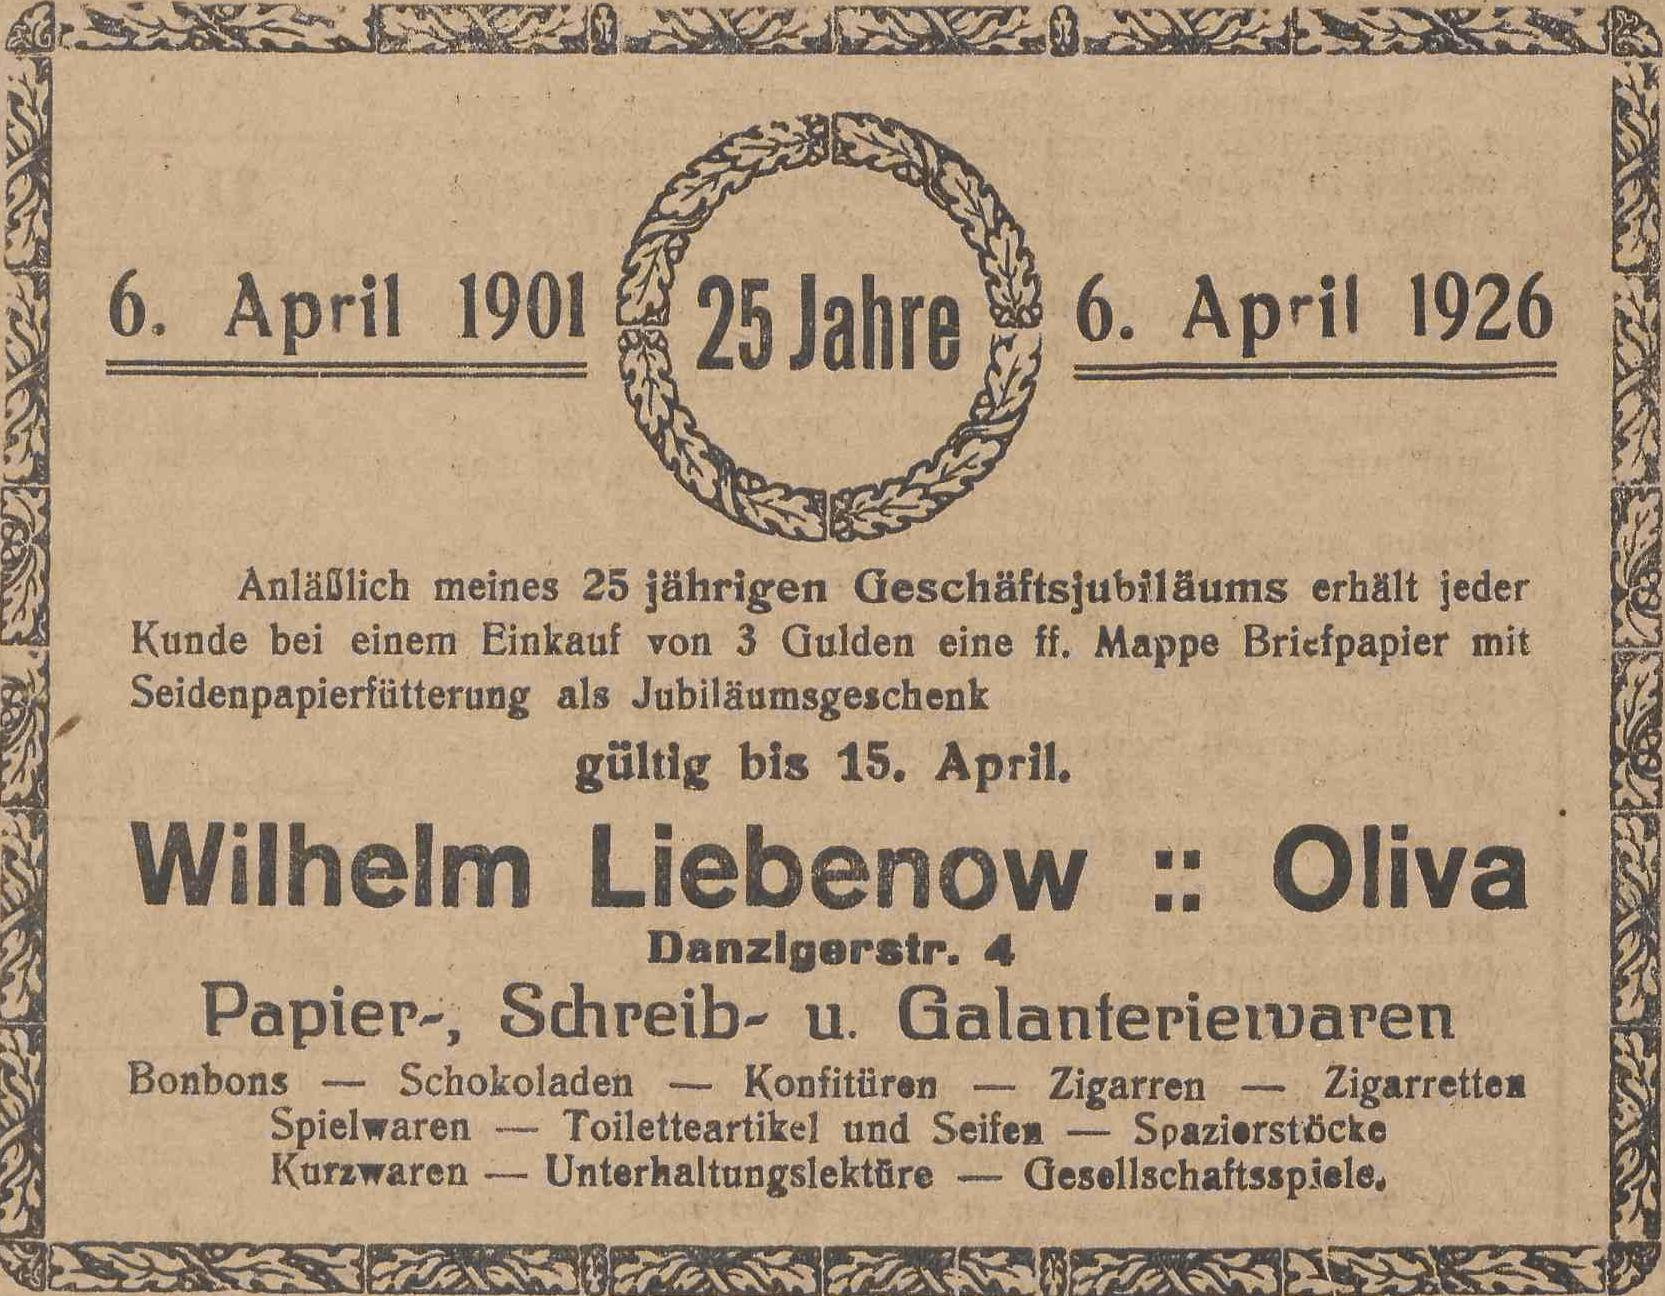 6. April 1901 25 Jahre 6. April 1926
Anläßlich meines 25 jährigen Geschäftsjubiläums erhält jeder
Kunde bei einem Einkauf von 3 Gulden eine ff. Mappe Briefpapier mit
Seidenpapierfütterung als Jubiläumsgeschenk
gültig bis 15. April.
Wilhelm Liebenow :: Oliva
Danzigerstr. 4
Papier-, Schreib- u. Galanteriewaren
Bonbons — Schokoladen — Konfitüren — Zigarren — Zigarretten
Spielwaren — Toiletteartikel und Seifen — Spazierstöcke
Kurzwaren — Unterhaltungslektüre — Gesellschaftsspiele.